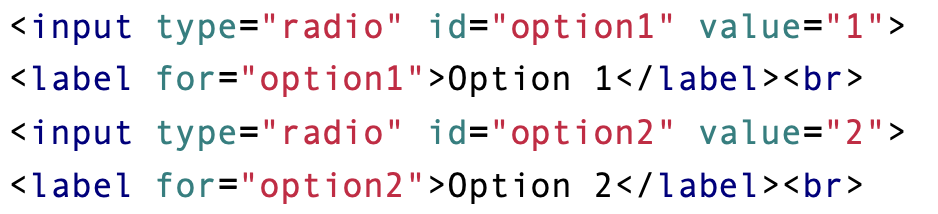 <input type="radio" id="option1" value="1">
<label for="option1">Option 1</label><br>
<input type="radio" id="option2" value="2">
<label for="option2">Option 2</label><br>